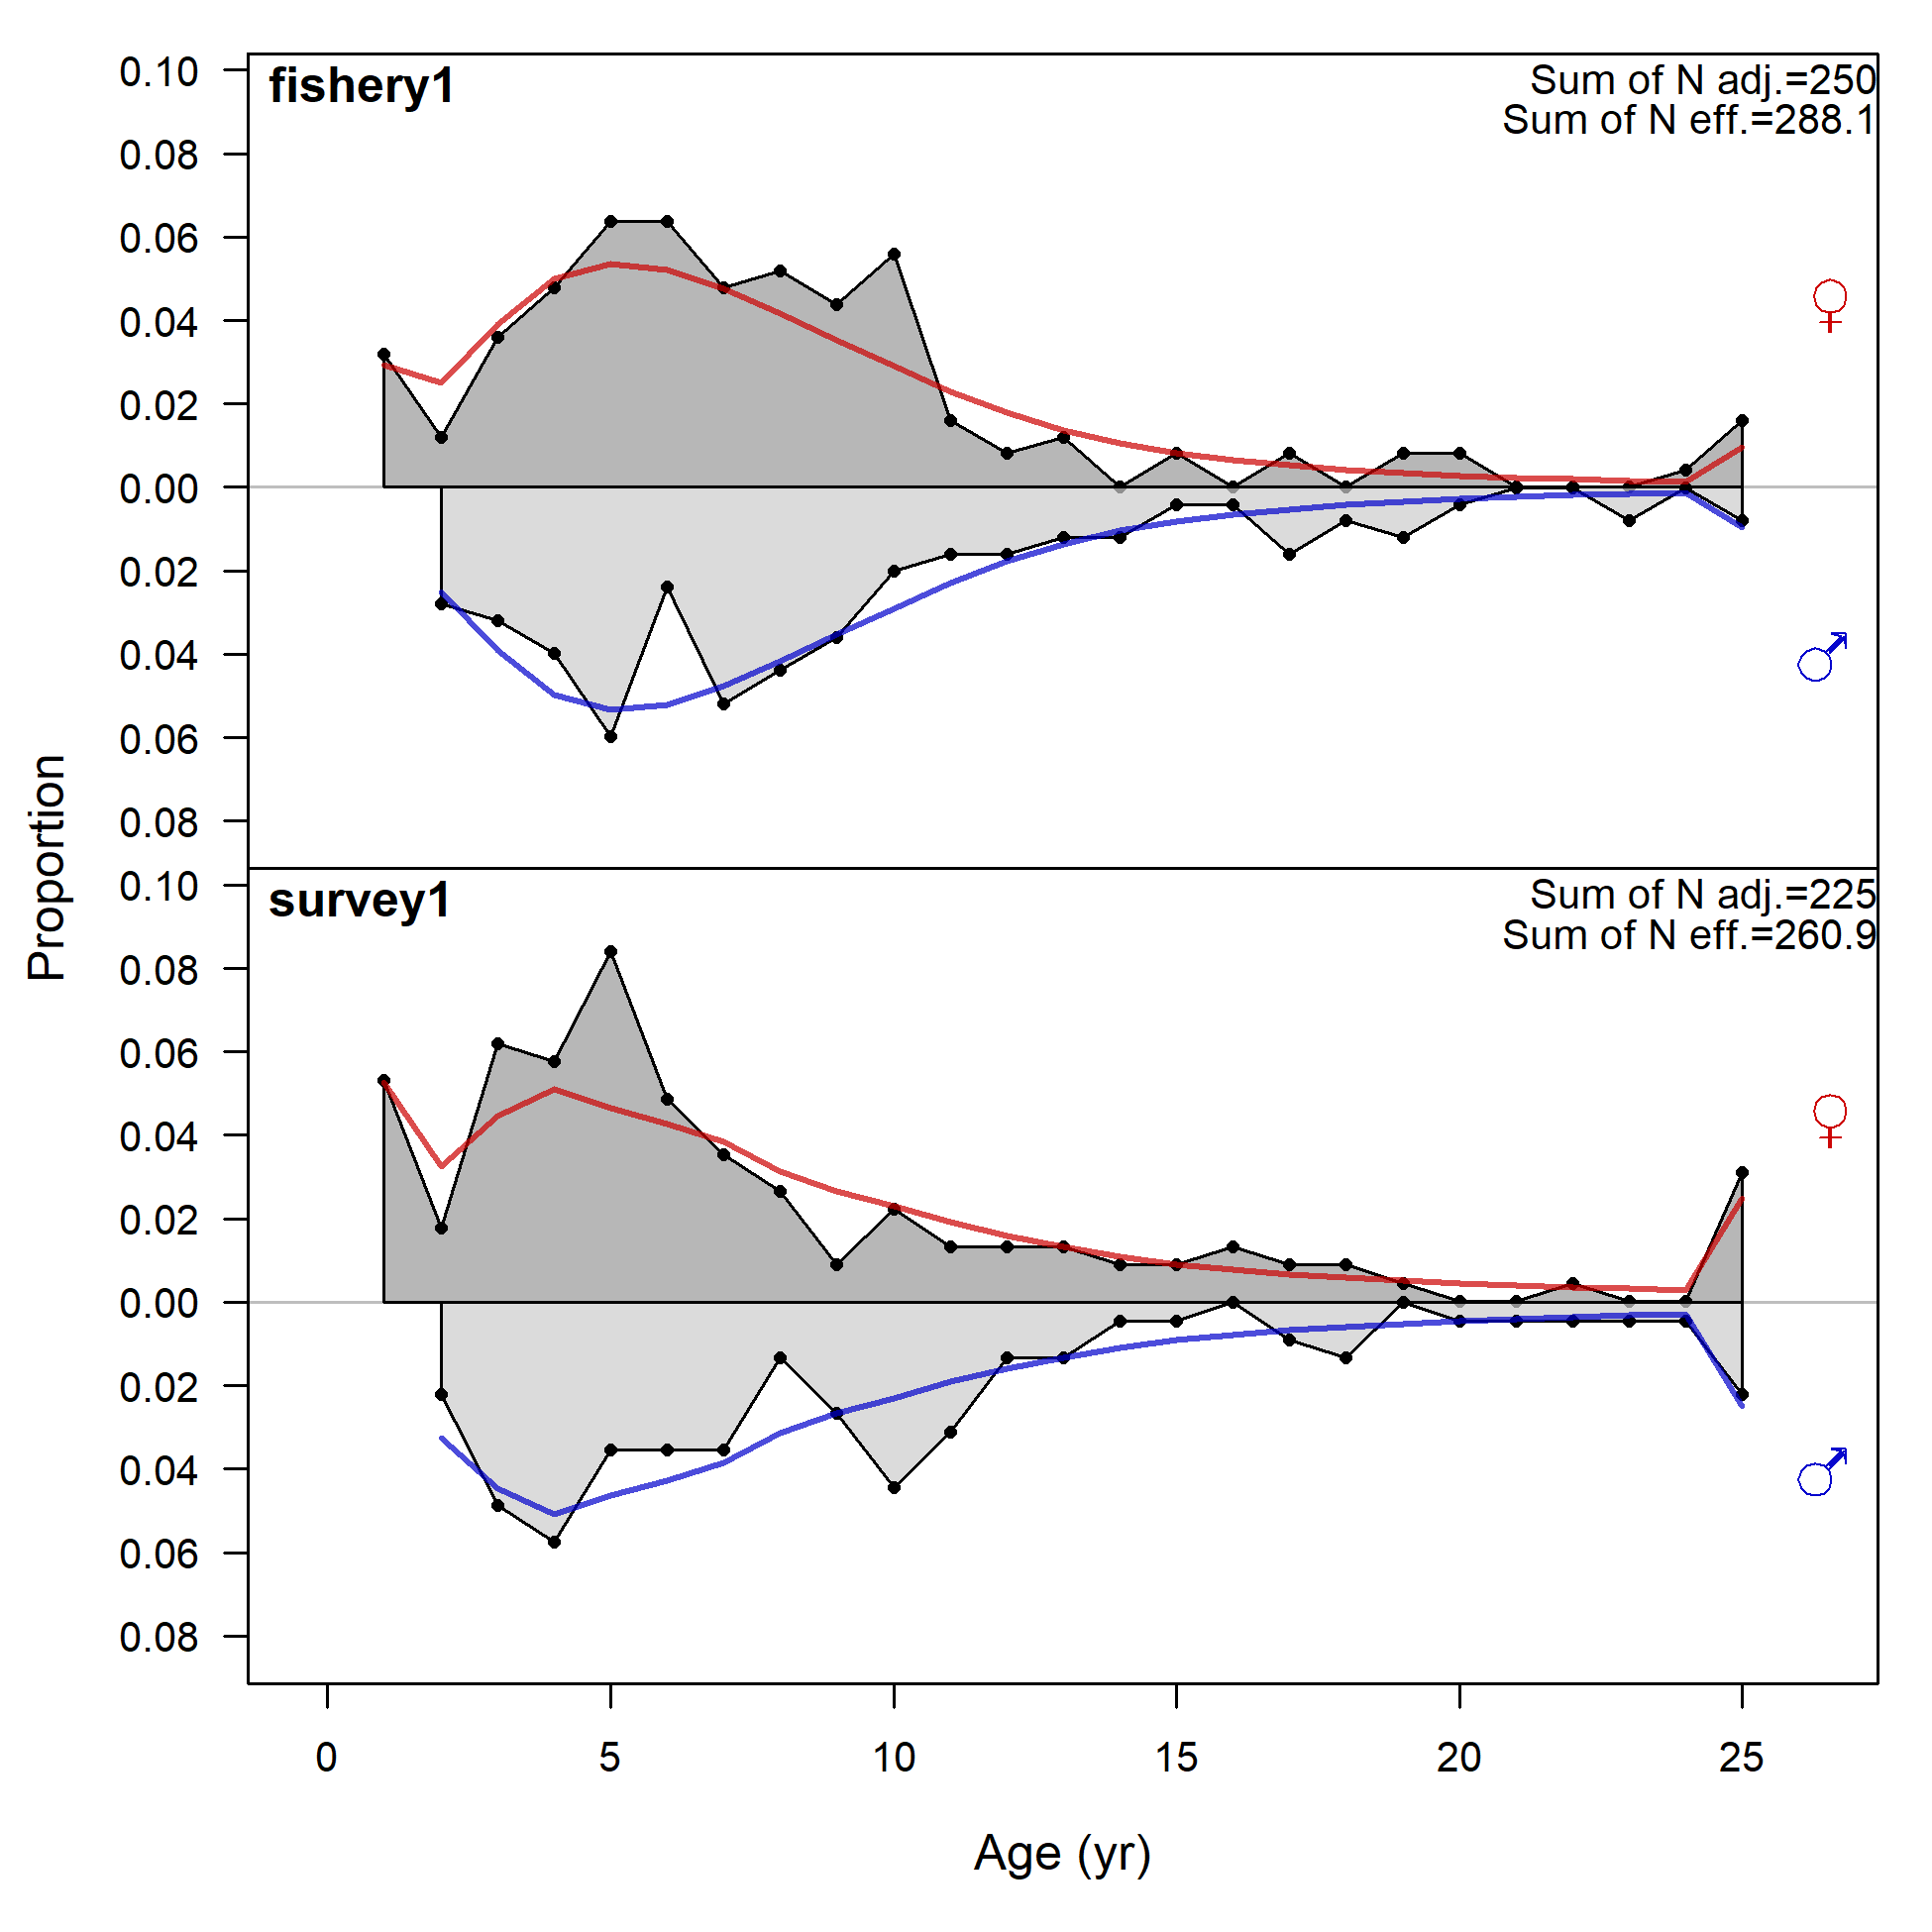 fishery1
Sum of N adj.=250
Sum of N eff.=288.1
0.10
0.08
0.06
0.04
0.02
0.00
0.02
0.04
0.06
0.08
♀
♂
Proportion
survey1
Sum of N adj.=225
Sum of N eff.=260.9
0.10
0.08
0.06
0.04
0.02
0.00
0.02
0.04
0.06
0.08
♀
♂
0 5 10 15 20 25
Age (yr)